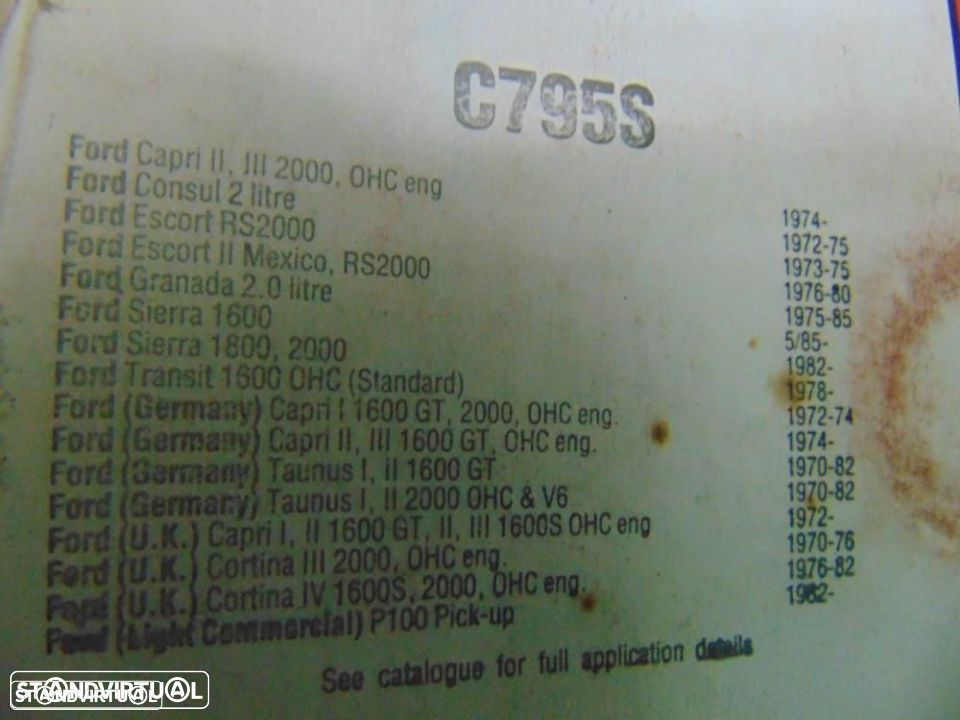 C795S
Ford Capri II, III 2000, OHC eng 1974-
Ford Consul 2 litre 1972-75
Ford Escort RS2000 1973-75
Ford Escort II Mexico, RS2000 1976-80
Ford Granada 2.0 litre 1975-85
Ford Sierra 1600 5/85-
Ford Sierra 1800, 2000 1982-
Ford Transit 1600 OHC (Standard) 1978-
Ford (Germany) Capri I 1600 GT, 2000, OHC eng. 1972-74
Ford (Germany) Capri II, III 1600 GT, OHC eng. 1974-
Ford (Germany) Taunus I, II 1600 GT 1970-82
Ford (Germany) Taunus I, II 2000 OHC & V6 1970-82
Ford (U.K.) Capri I, II 1600 GT, II, III 1600S OHC eng 1972-
Ford (U.K.) Cortina III 2000, OHC eng. 1970-76
Ford (U.K.) Cortina IV 1600S, 2000, OHC eng. 1976-82
Ford (Light Commercial) P100 Pick-up 1982-
See catalogue for full application details
STANDVIRTUAL
STANDVIRTUAL